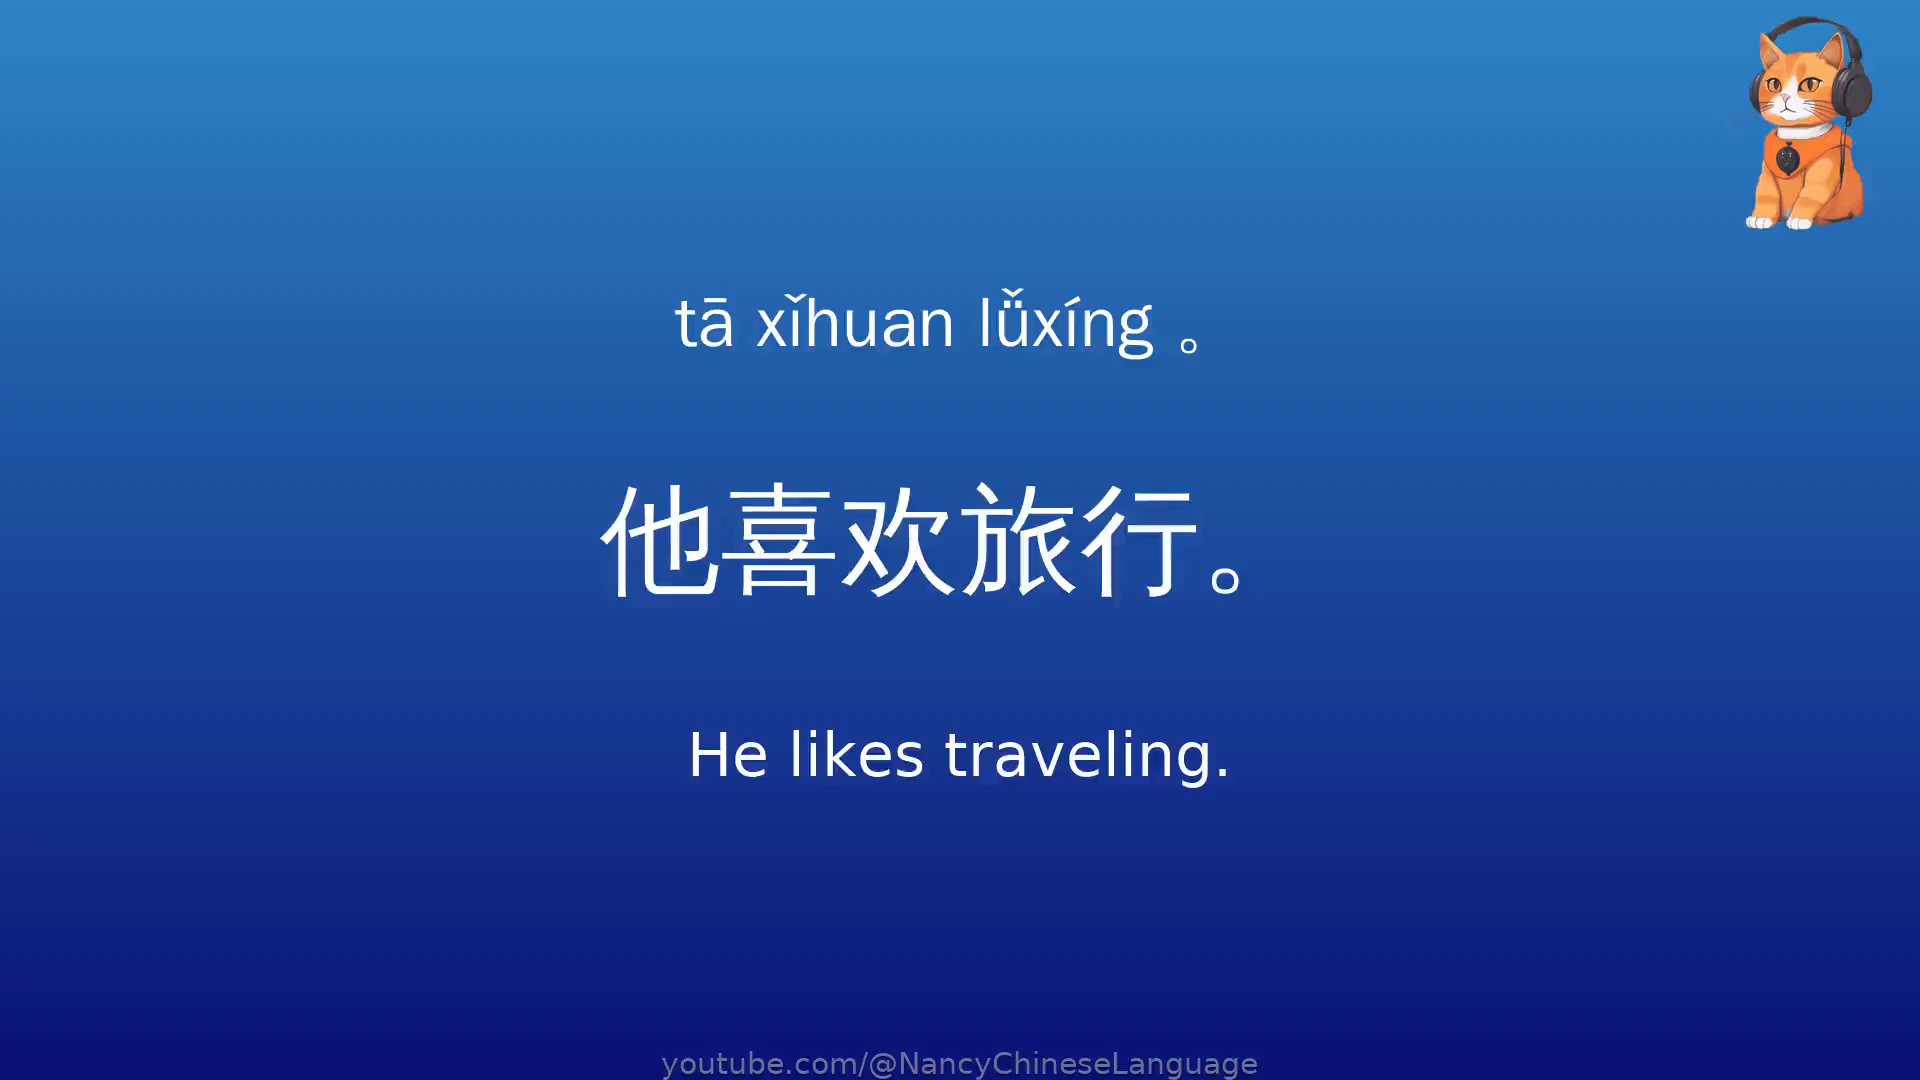 tā xǐhuan lǚxíng 。
他喜欢旅行。
He likes traveling.
youtube.com/@NancyChineseLanguage